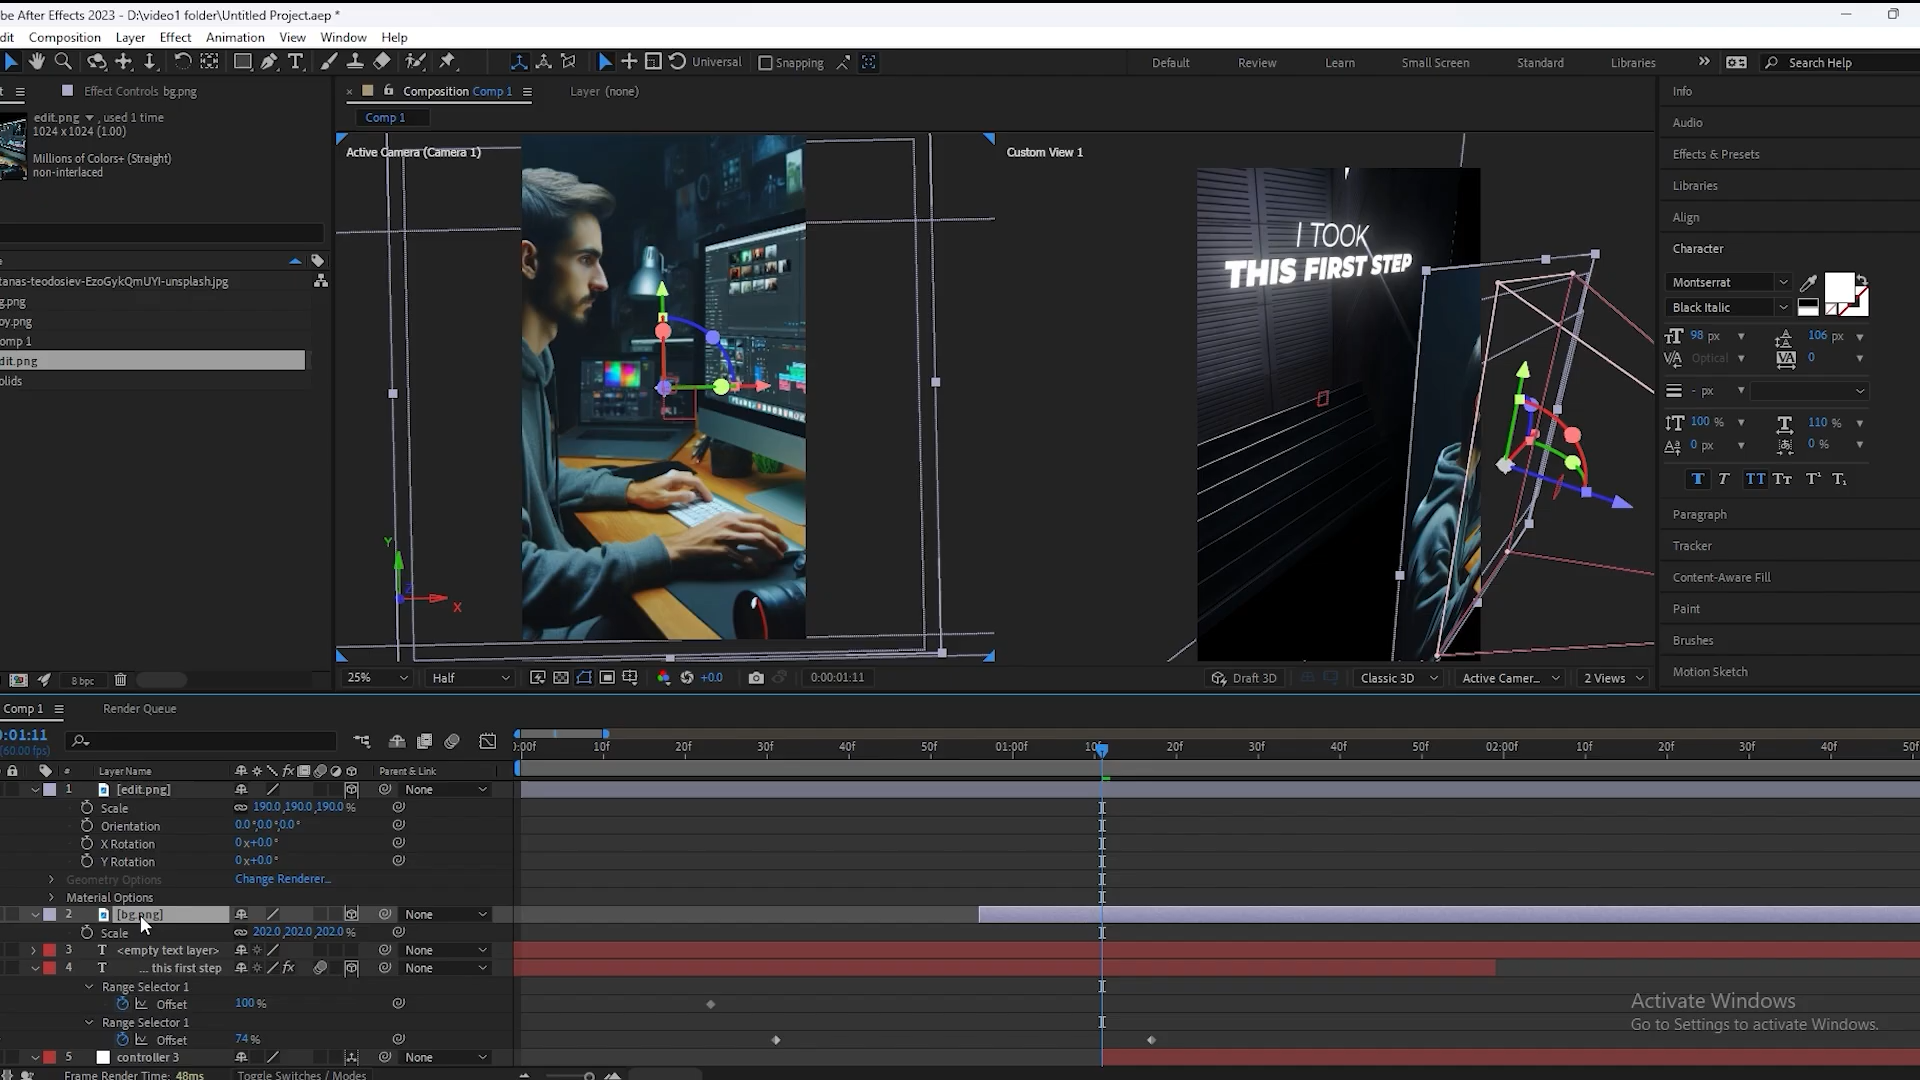 be After Effects 2023 - D:\video1 folder\Untitled Project.aep *
dit Composition Layer Effect Animation View Window Help
Universal Snapping Default Review Learn Small Screen Standard Libraries Search Help
Effect Controls bg.png
Composition Comp 1
Layer (none)
Comp 1
edit.png , used 1 time
1024 x 1024 (1.00)
Millions of Colors+ (Straight)
non-interlaced
tanas-teodosiev-EzoGykQmUYI-unsplash.jpg
g.png
oy.png
omp 1
dit.png
olids
8 bpc
Active Camera (Camera 1)
Y
Z
X
Custom View 1
I TOOK
THIS FIRST STEP
25% Half +0.0 0:00:01:11
Draft 3D Classic 3D Active Camer... 2 Views
Info
Audio
Effects & Presets
Libraries
Align
Character
Montserrat
Black Italic
98 px 106 px
Optical 0
- px
100 % 110 %
0 px 0 %
Paragraph
Tracker
Content-Aware Fill
Paint
Brushes
Motion Sketch
Comp 1 Render Queue
0:01:11
(60.00 fps)
:00f 10f 20f 30f 40f 50f 01:00f 10f 20f 30f 40f 50f 02:00f 10f 20f 30f 40f 50f
# Layer Name Parent & Link
1 [edit.png] None
Scale 190.0,190.0,190.0 %
Orientation 0.0°,0.0°,0.0°
X Rotation 0x+0.0°
Y Rotation 0x+0.0°
Geometry Options Change Renderer...
Material Options
2 [bg.png] None
Scale 202.0,202.0,202.0 %
3 T <empty text layer> None
4 T ... this first step None
Range Selector 1
Offset 100 %
Range Selector 1
Offset 74 %
5 controller 3 None
Frame Render Time: 48ms Toggle Switches / Modes
Activate Windows
Go to Settings to activate Windows.